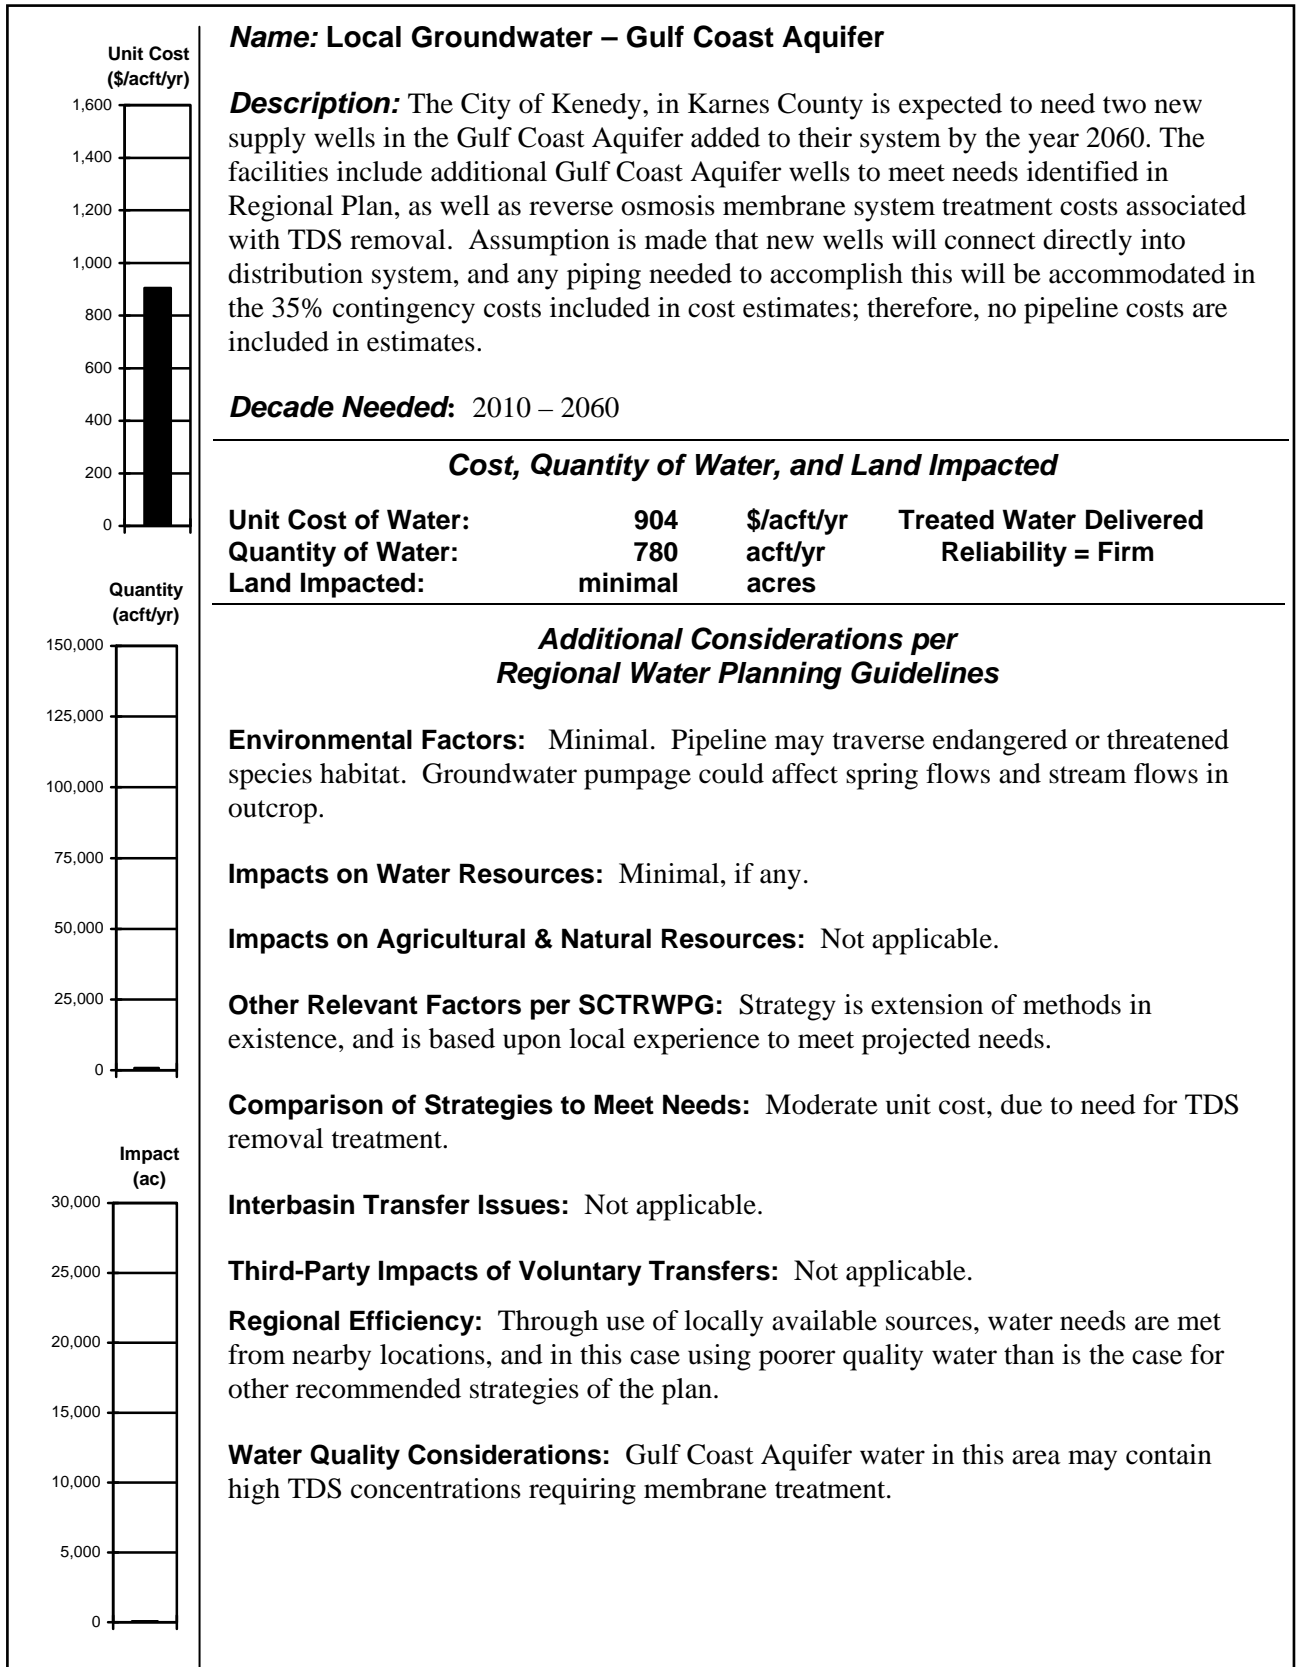 Unit Cost
($/acft/yr)
1,600
1,400
1,200
1,000
800
600
400
200
0
Quantity
(acft/yr)
150,000
125,000
100,000
75,000
50,000
25,000
0
Impact
(ac)
30,000
25,000
20,000
15,000
10,000
5,000
0
Name: Local Groundwater – Gulf Coast Aquifer
Description: The City of Kenedy, in Karnes County is expected to need two new
supply wells in the Gulf Coast Aquifer added to their system by the year 2060. The
facilities include additional Gulf Coast Aquifer wells to meet needs identified in
Regional Plan, as well as reverse osmosis membrane system treatment costs associated
with TDS removal. Assumption is made that new wells will connect directly into
distribution system, and any piping needed to accomplish this will be accommodated in
the 35% contingency costs included in cost estimates; therefore, no pipeline costs are
included in estimates.
Decade Needed: 2010 – 2060
Cost, Quantity of Water, and Land Impacted
Unit Cost of Water: 904 $/acft/yr Treated Water Delivered
Quantity of Water: 780 acft/yr Reliability = Firm
Land Impacted: minimal acres
Additional Considerations per
Regional Water Planning Guidelines
Environmental Factors: Minimal. Pipeline may traverse endangered or threatened
species habitat. Groundwater pumpage could affect spring flows and stream flows in
outcrop.
Impacts on Water Resources: Minimal, if any.
Impacts on Agricultural & Natural Resources: Not applicable.
Other Relevant Factors per SCTRWPG: Strategy is extension of methods in
existence, and is based upon local experience to meet projected needs.
Comparison of Strategies to Meet Needs: Moderate unit cost, due to need for TDS
removal treatment.
Interbasin Transfer Issues: Not applicable.
Third-Party Impacts of Voluntary Transfers: Not applicable.
Regional Efficiency: Through use of locally available sources, water needs are met
from nearby locations, and in this case using poorer quality water than is the case for
other recommended strategies of the plan.
Water Quality Considerations: Gulf Coast Aquifer water in this area may contain
high TDS concentrations requiring membrane treatment.